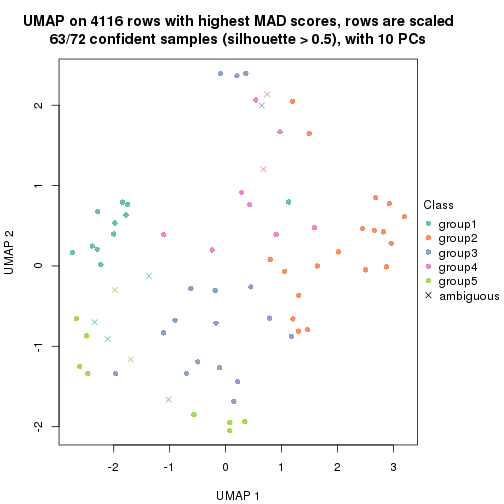 UMAP on 4116 rows with highest MAD scores, rows are scaled
63/72 confident samples (silhouette > 0.5), with 10 PCs
2
1
0
-1
-2
UMAP 2
-2
-1
0
1
2
3
UMAP 1
Class
group1
group2
group3
group4
group5
ambiguous